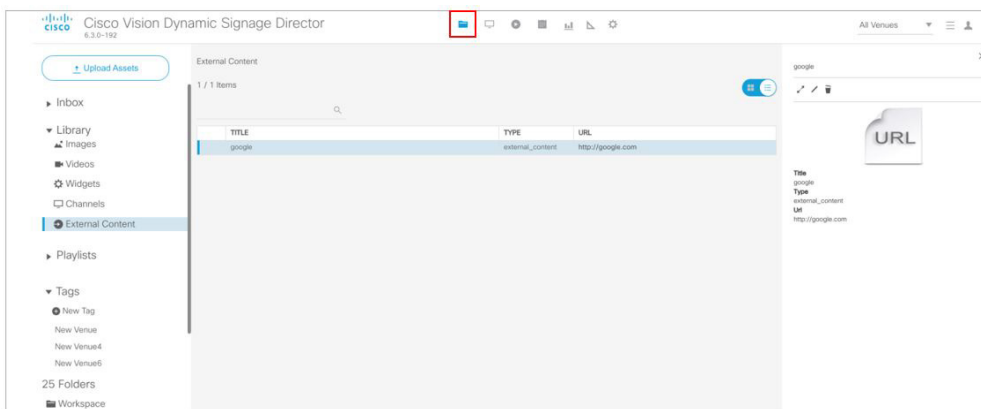 CISCO
Cisco Vision Dynamic Signage Director
6.3.0-192
All Venues
Upload Assets
Inbox
Library
Images
Videos
Widgets
Channels
External Content
Playlists
Tags
New Tag
New Venue
New Venue4
New Venue6
25 Folders
Workspace
External Content
1 / 1 Items
TITLE TYPE URL
google external_content http://google.com
google
URL
Title
google
Type
external_content
Url
http://google.com